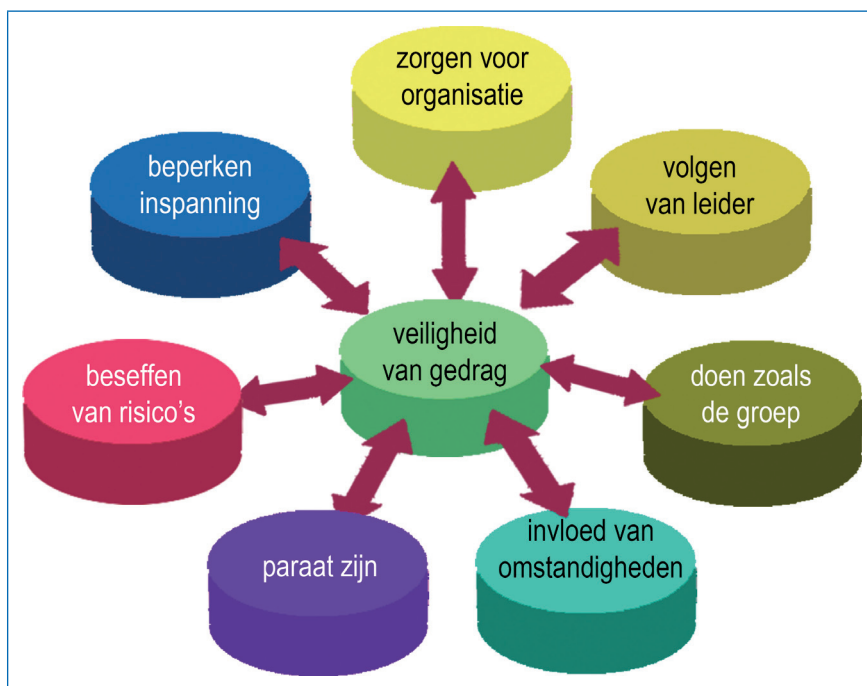 zorgen voor
organisatie
beperken
inspanning
volgen
van leider
veiligheid
van gedrag
beseffen
van risico's
doen zoals
de groep
paraat zijn
invloed van
omstandigheden